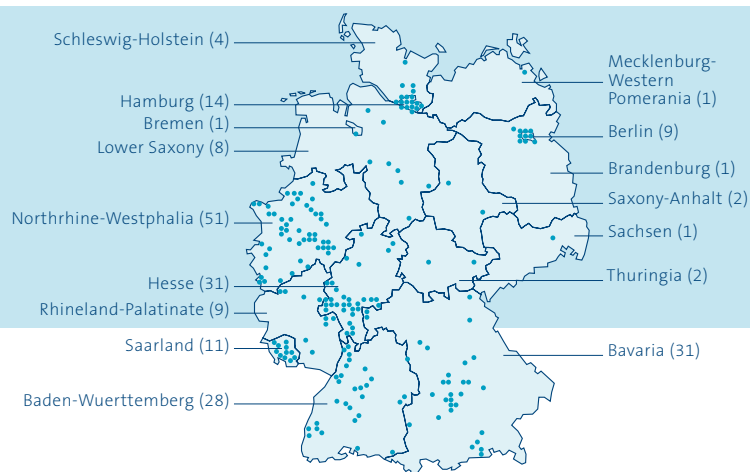 Schleswig-Holstein (4)
Hamburg (14)
Bremen (1)
Lower Saxony (8)
Northrhine-Westphalia (51)
Hesse (31)
Rhineland-Palatinate (9)
Saarland (11)
Baden-Wuerttemberg (28)
Mecklenburg-
Western
Pomerania (1)
Berlin (9)
Brandenburg (1)
Saxony-Anhalt (2)
Sachsen (1)
Thuringia (2)
Bavaria (31)